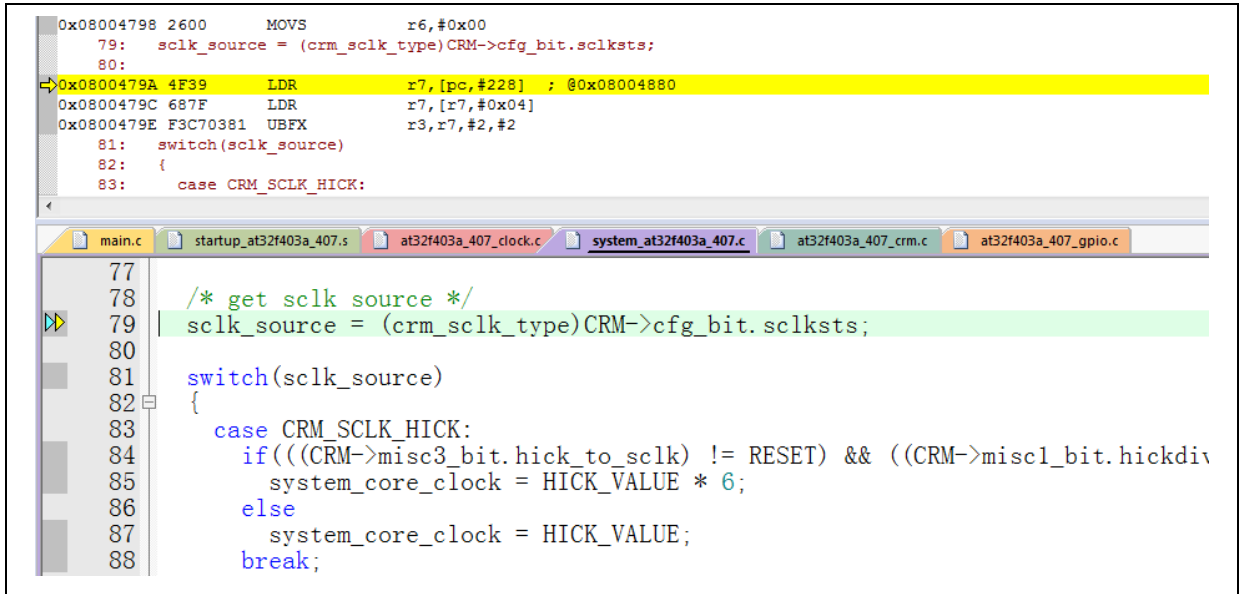 0x08004798 2600 MOVS r6,#0x00
79: sclk_source = (crm_sclk_type)CRM->cfg_bit.sclksts;
80:
0x0800479A 4F39 LDR r7,[pc,#228] ; @0x08004880
0x0800479C 687F LDR r7,[r7,#0x04]
0x0800479E F3C70381 UBFX r3,r7,#2,#2
81: switch(sclk_source)
82: {
83: case CRM_SCLK_HICK:
main.c startup_at32f403a_407.s at32f403a_407_clock.c system_at32f403a_407.c at32f403a_407_crm.c at32f403a_407_gpio.c
77
78 /* get sclk source */
79 sclk_source = (crm_sclk_type)CRM->cfg_bit.sclksts;
80
81 switch(sclk_source)
82 {
83 case CRM_SCLK_HICK:
84 if(((CRM->misc3_bit.hick_to_sclk) != RESET) && ((CRM->misc1_bit.hickdiv
85 system_core_clock = HICK_VALUE * 6;
86 else
87 system_core_clock = HICK_VALUE;
88 break;